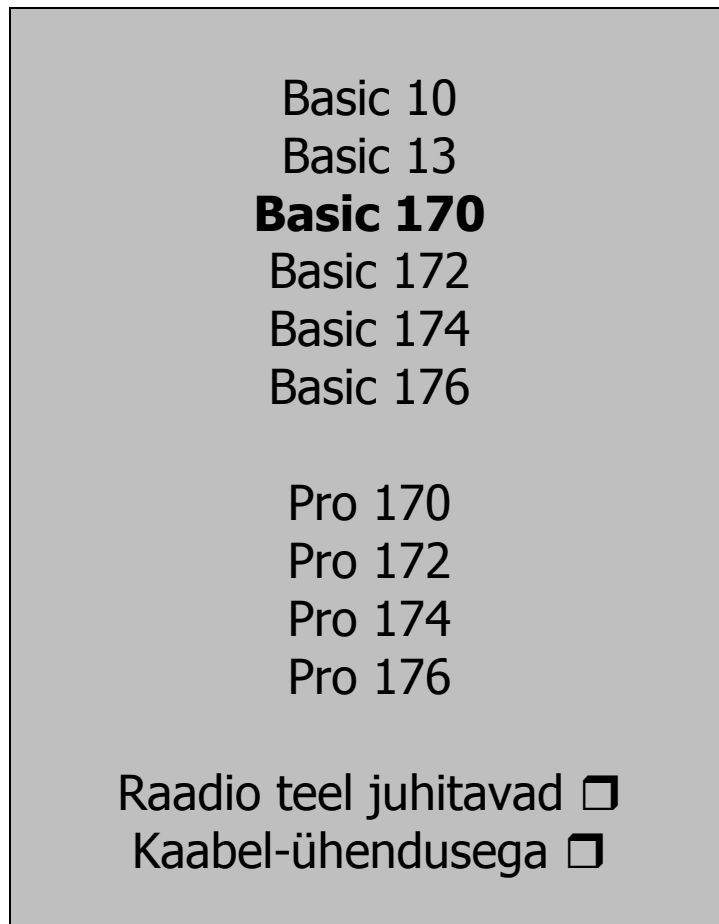 Basic 10
Basic 13
Basic 170
Basic 172
Basic 174
Basic 176
Pro 170
Pro 172
Pro 174
Pro 176
Raadio teel juhitavad ❒
Kaabel-ühendusega ❒